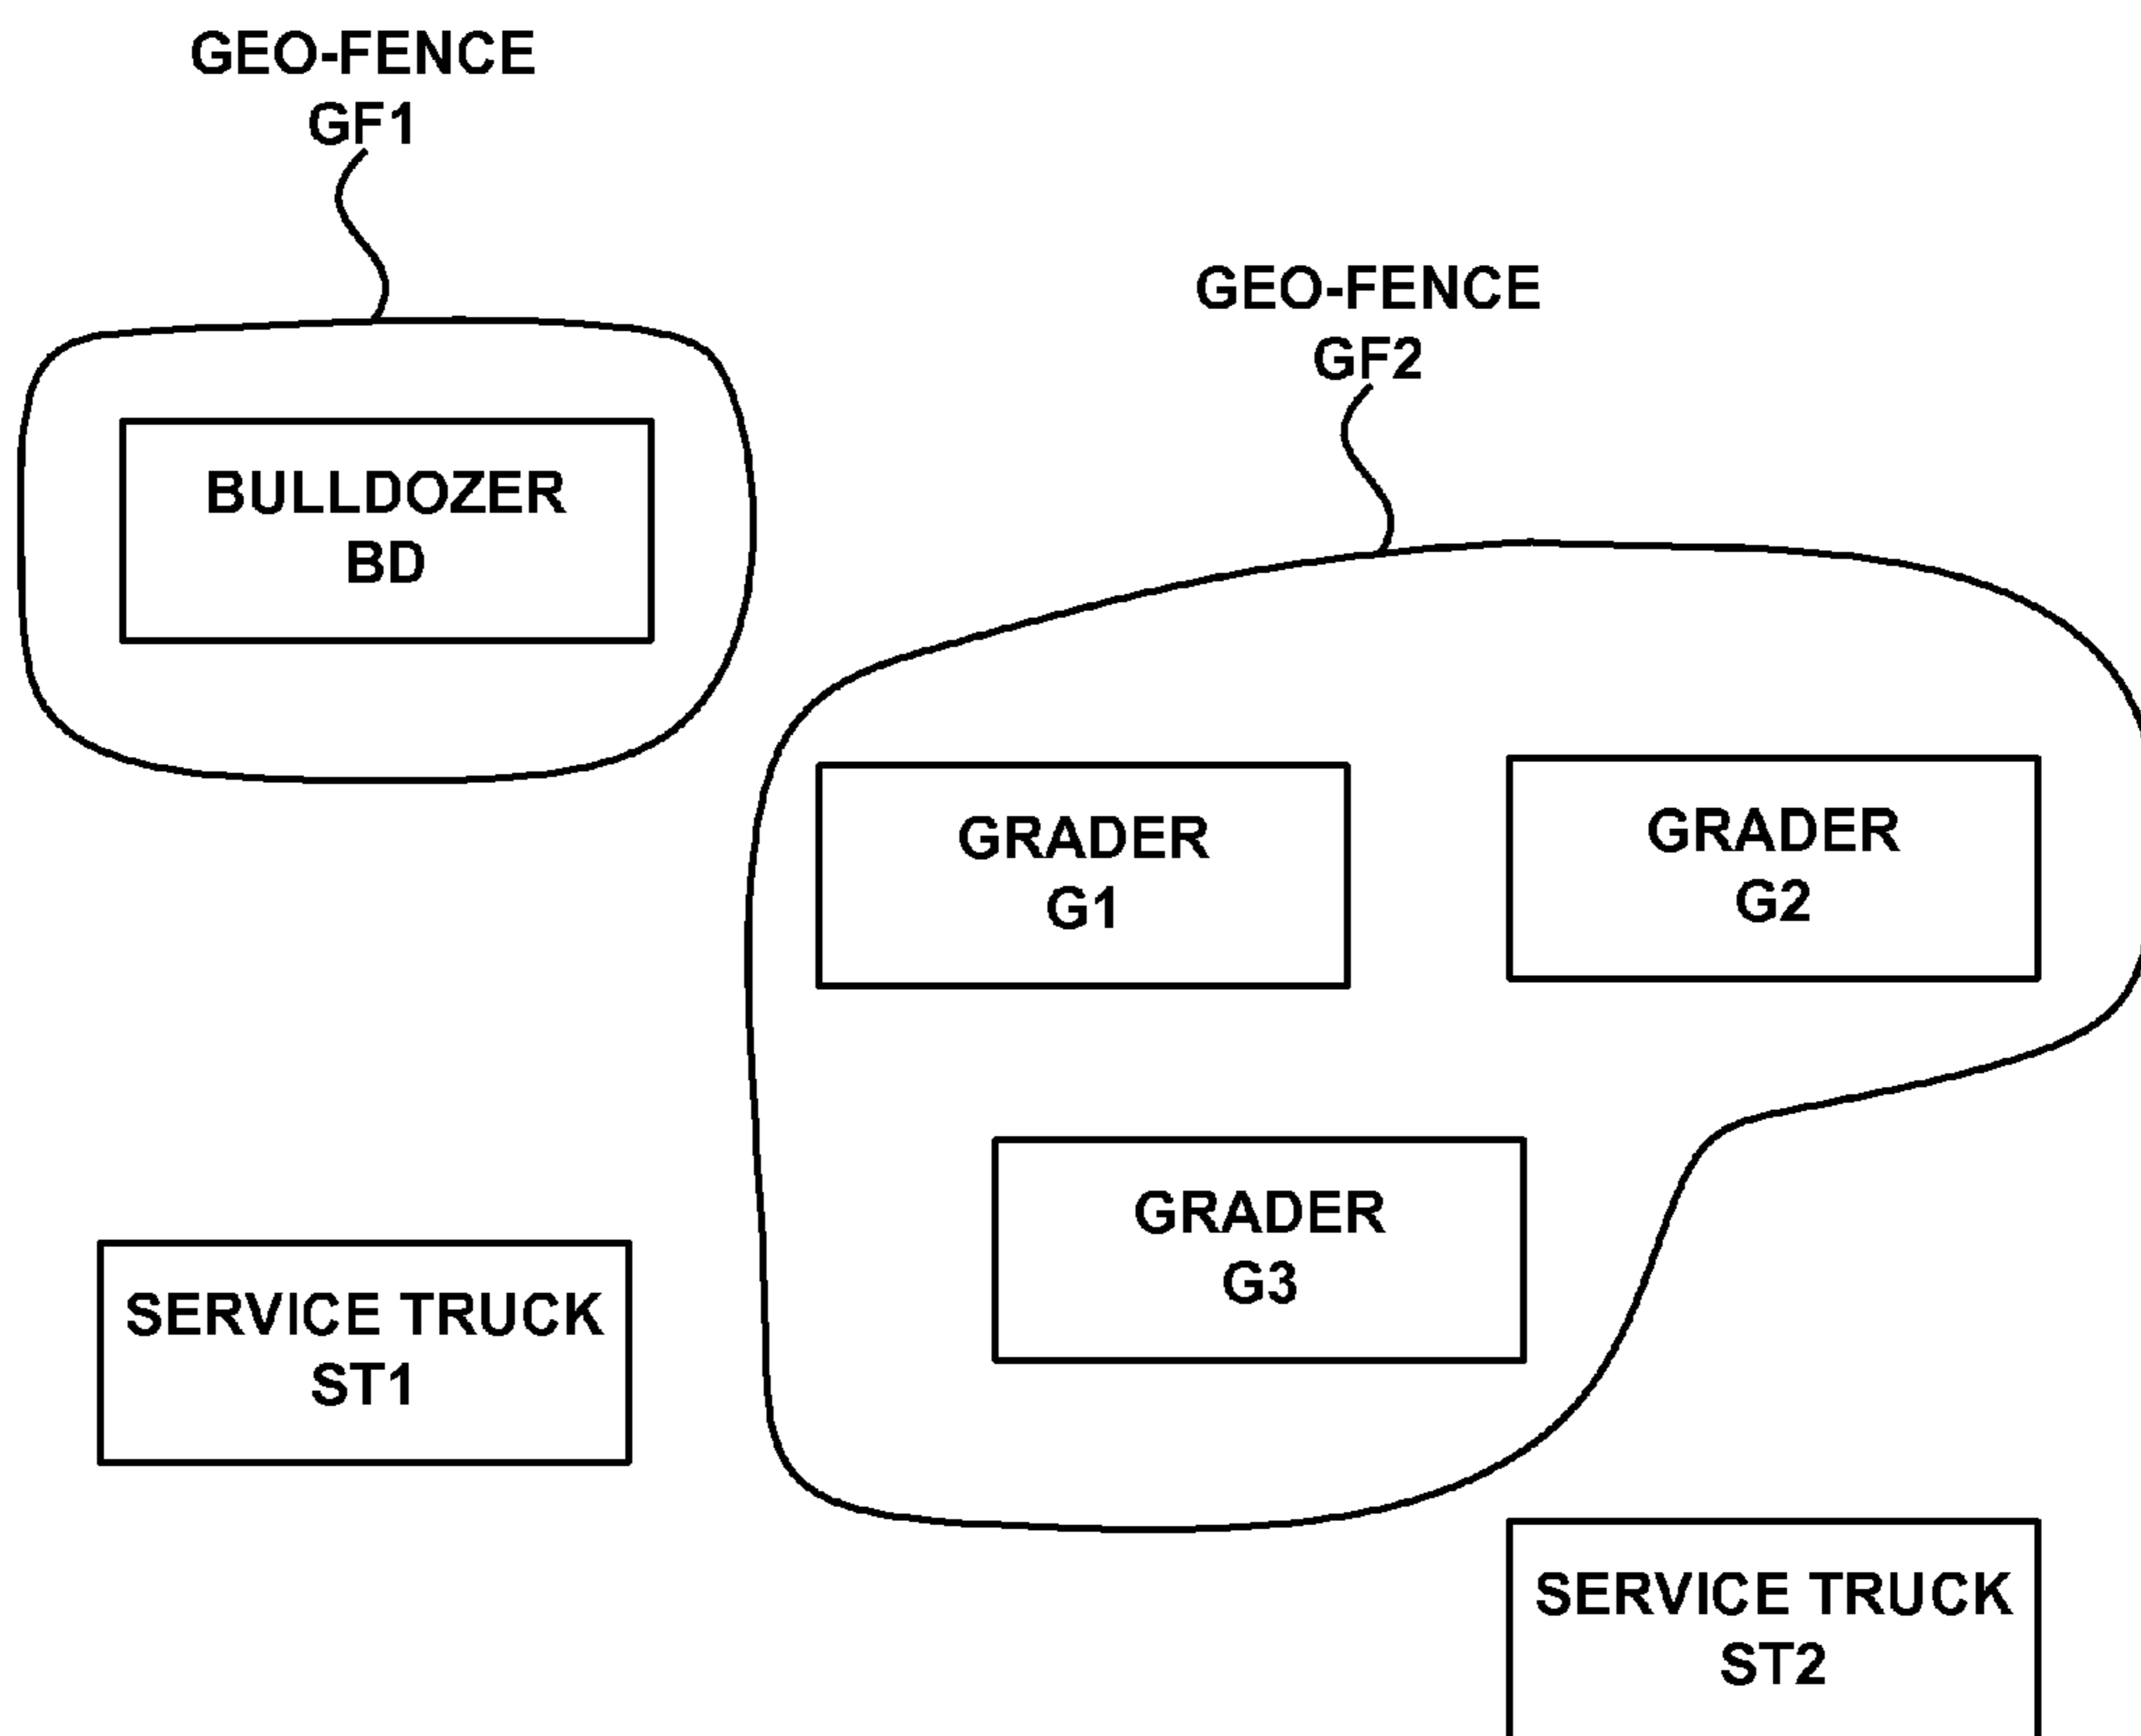 GEO-FENCE
GF1
GEO-FENCE
GF2
BULLDOZER
BD
GRADER
G1
GRADER
G2
GRADER
G3
SERVICE TRUCK
ST1
SERVICE TRUCK
ST2